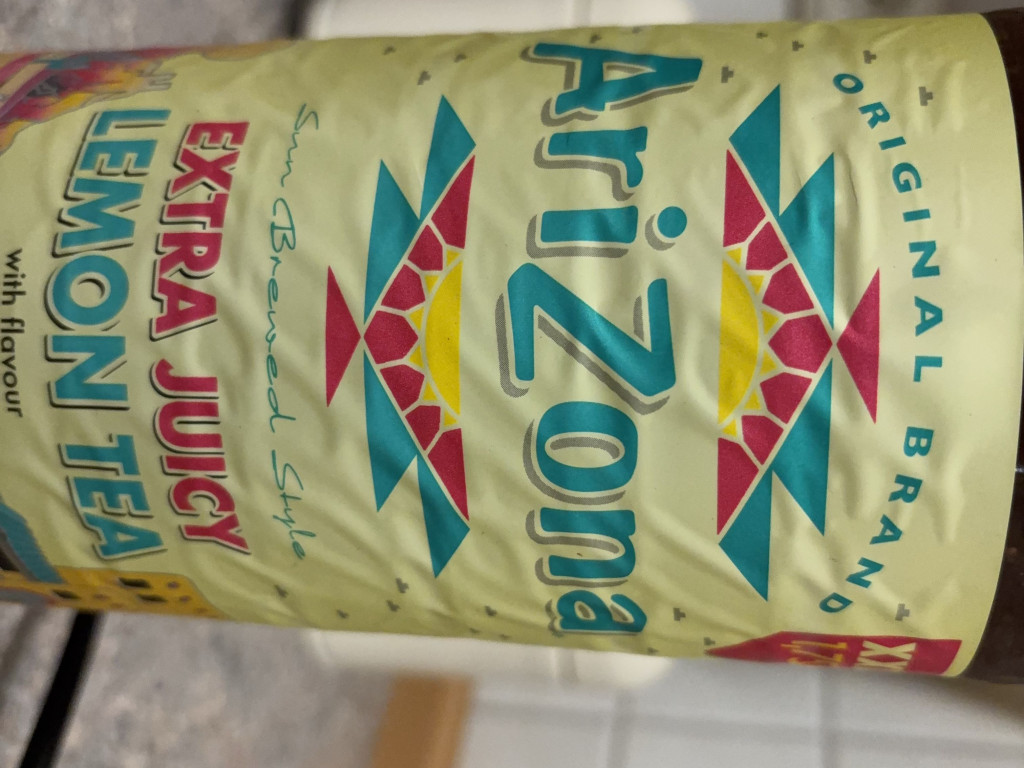 ORIGINAL BRAND
AriZona
Sun Brewed Style
EXTRA JUICY
LEMON TEA
with flavour